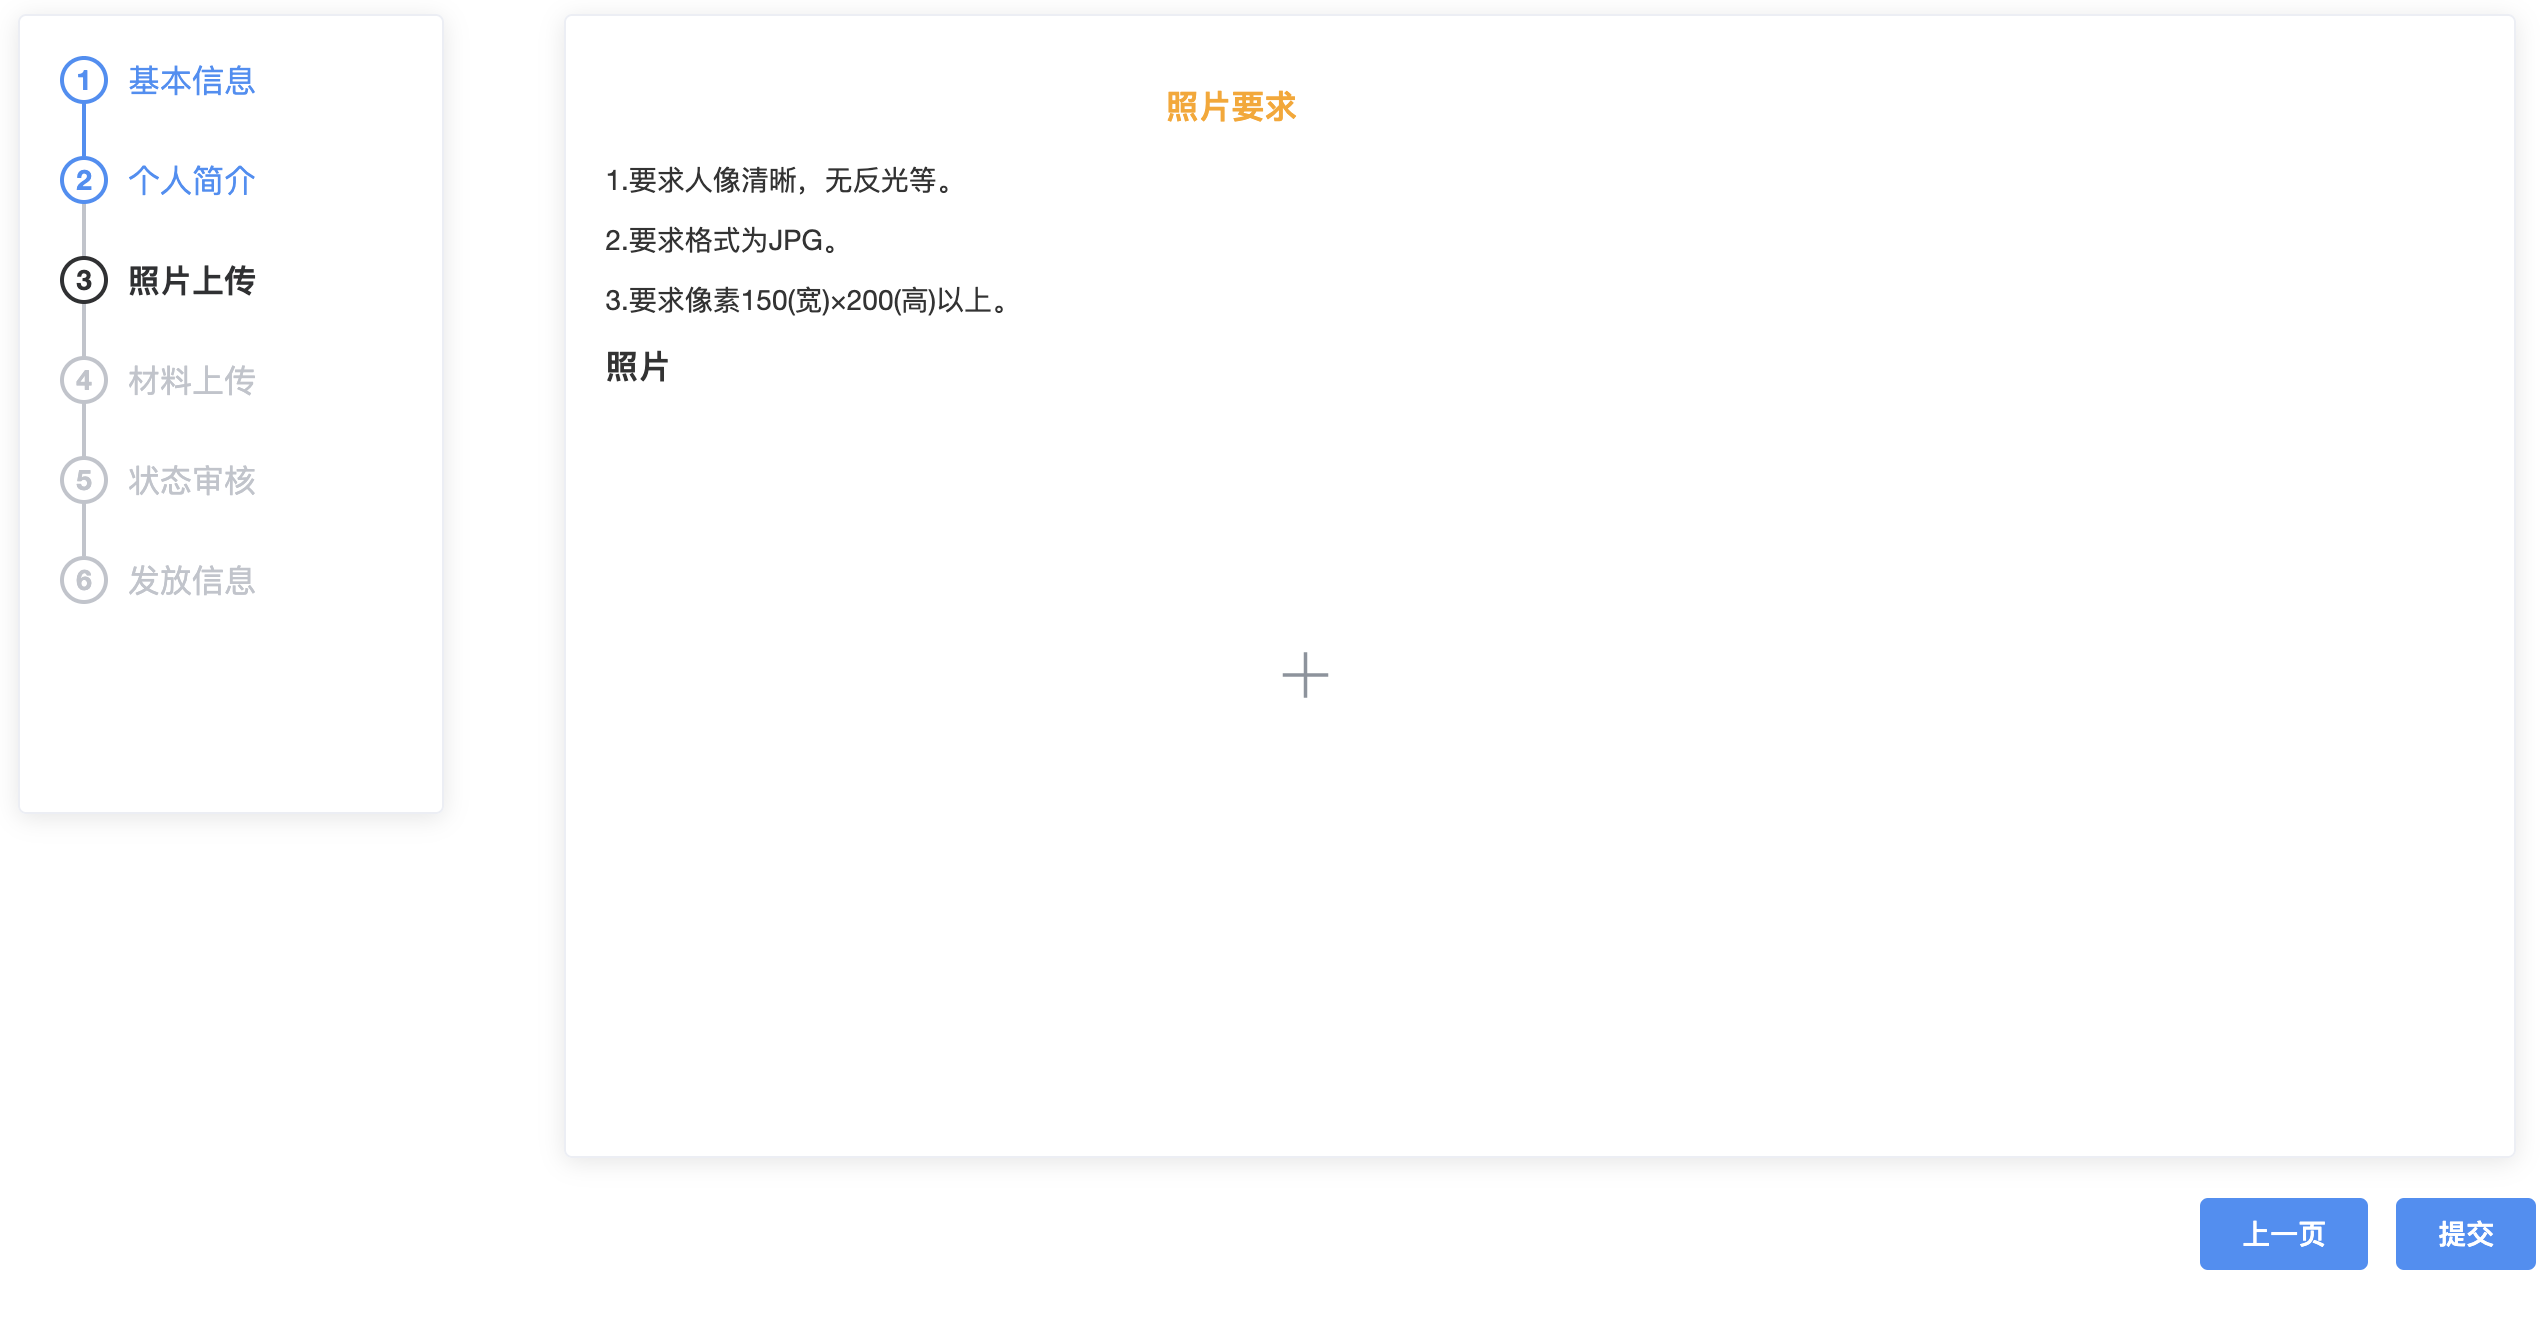 1 基本信息
2 个人简介
3 照片上传
4 材料上传
5 状态审核
6 发放信息
照片要求
1.要求人像清晰，无反光等。
2.要求格式为JPG。
3.要求像素150(宽)×200(高)以上。
照片
上一页
提交